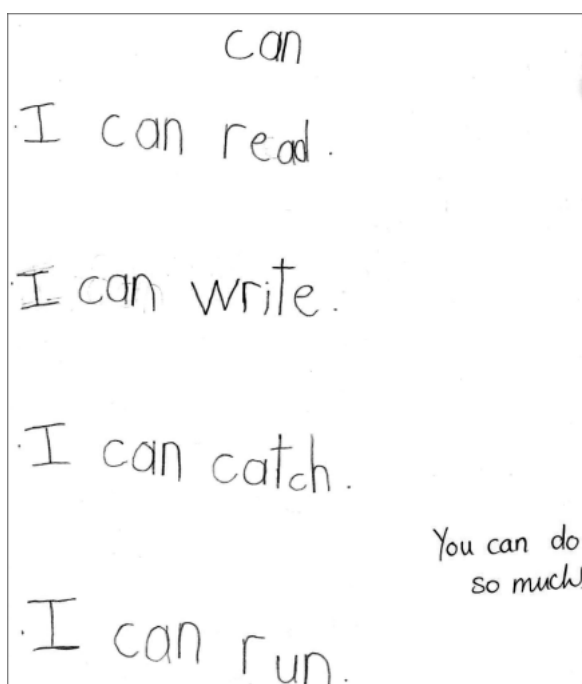 can
I can read.
I can write.
I can catch.
You can do
so much!
I can run.